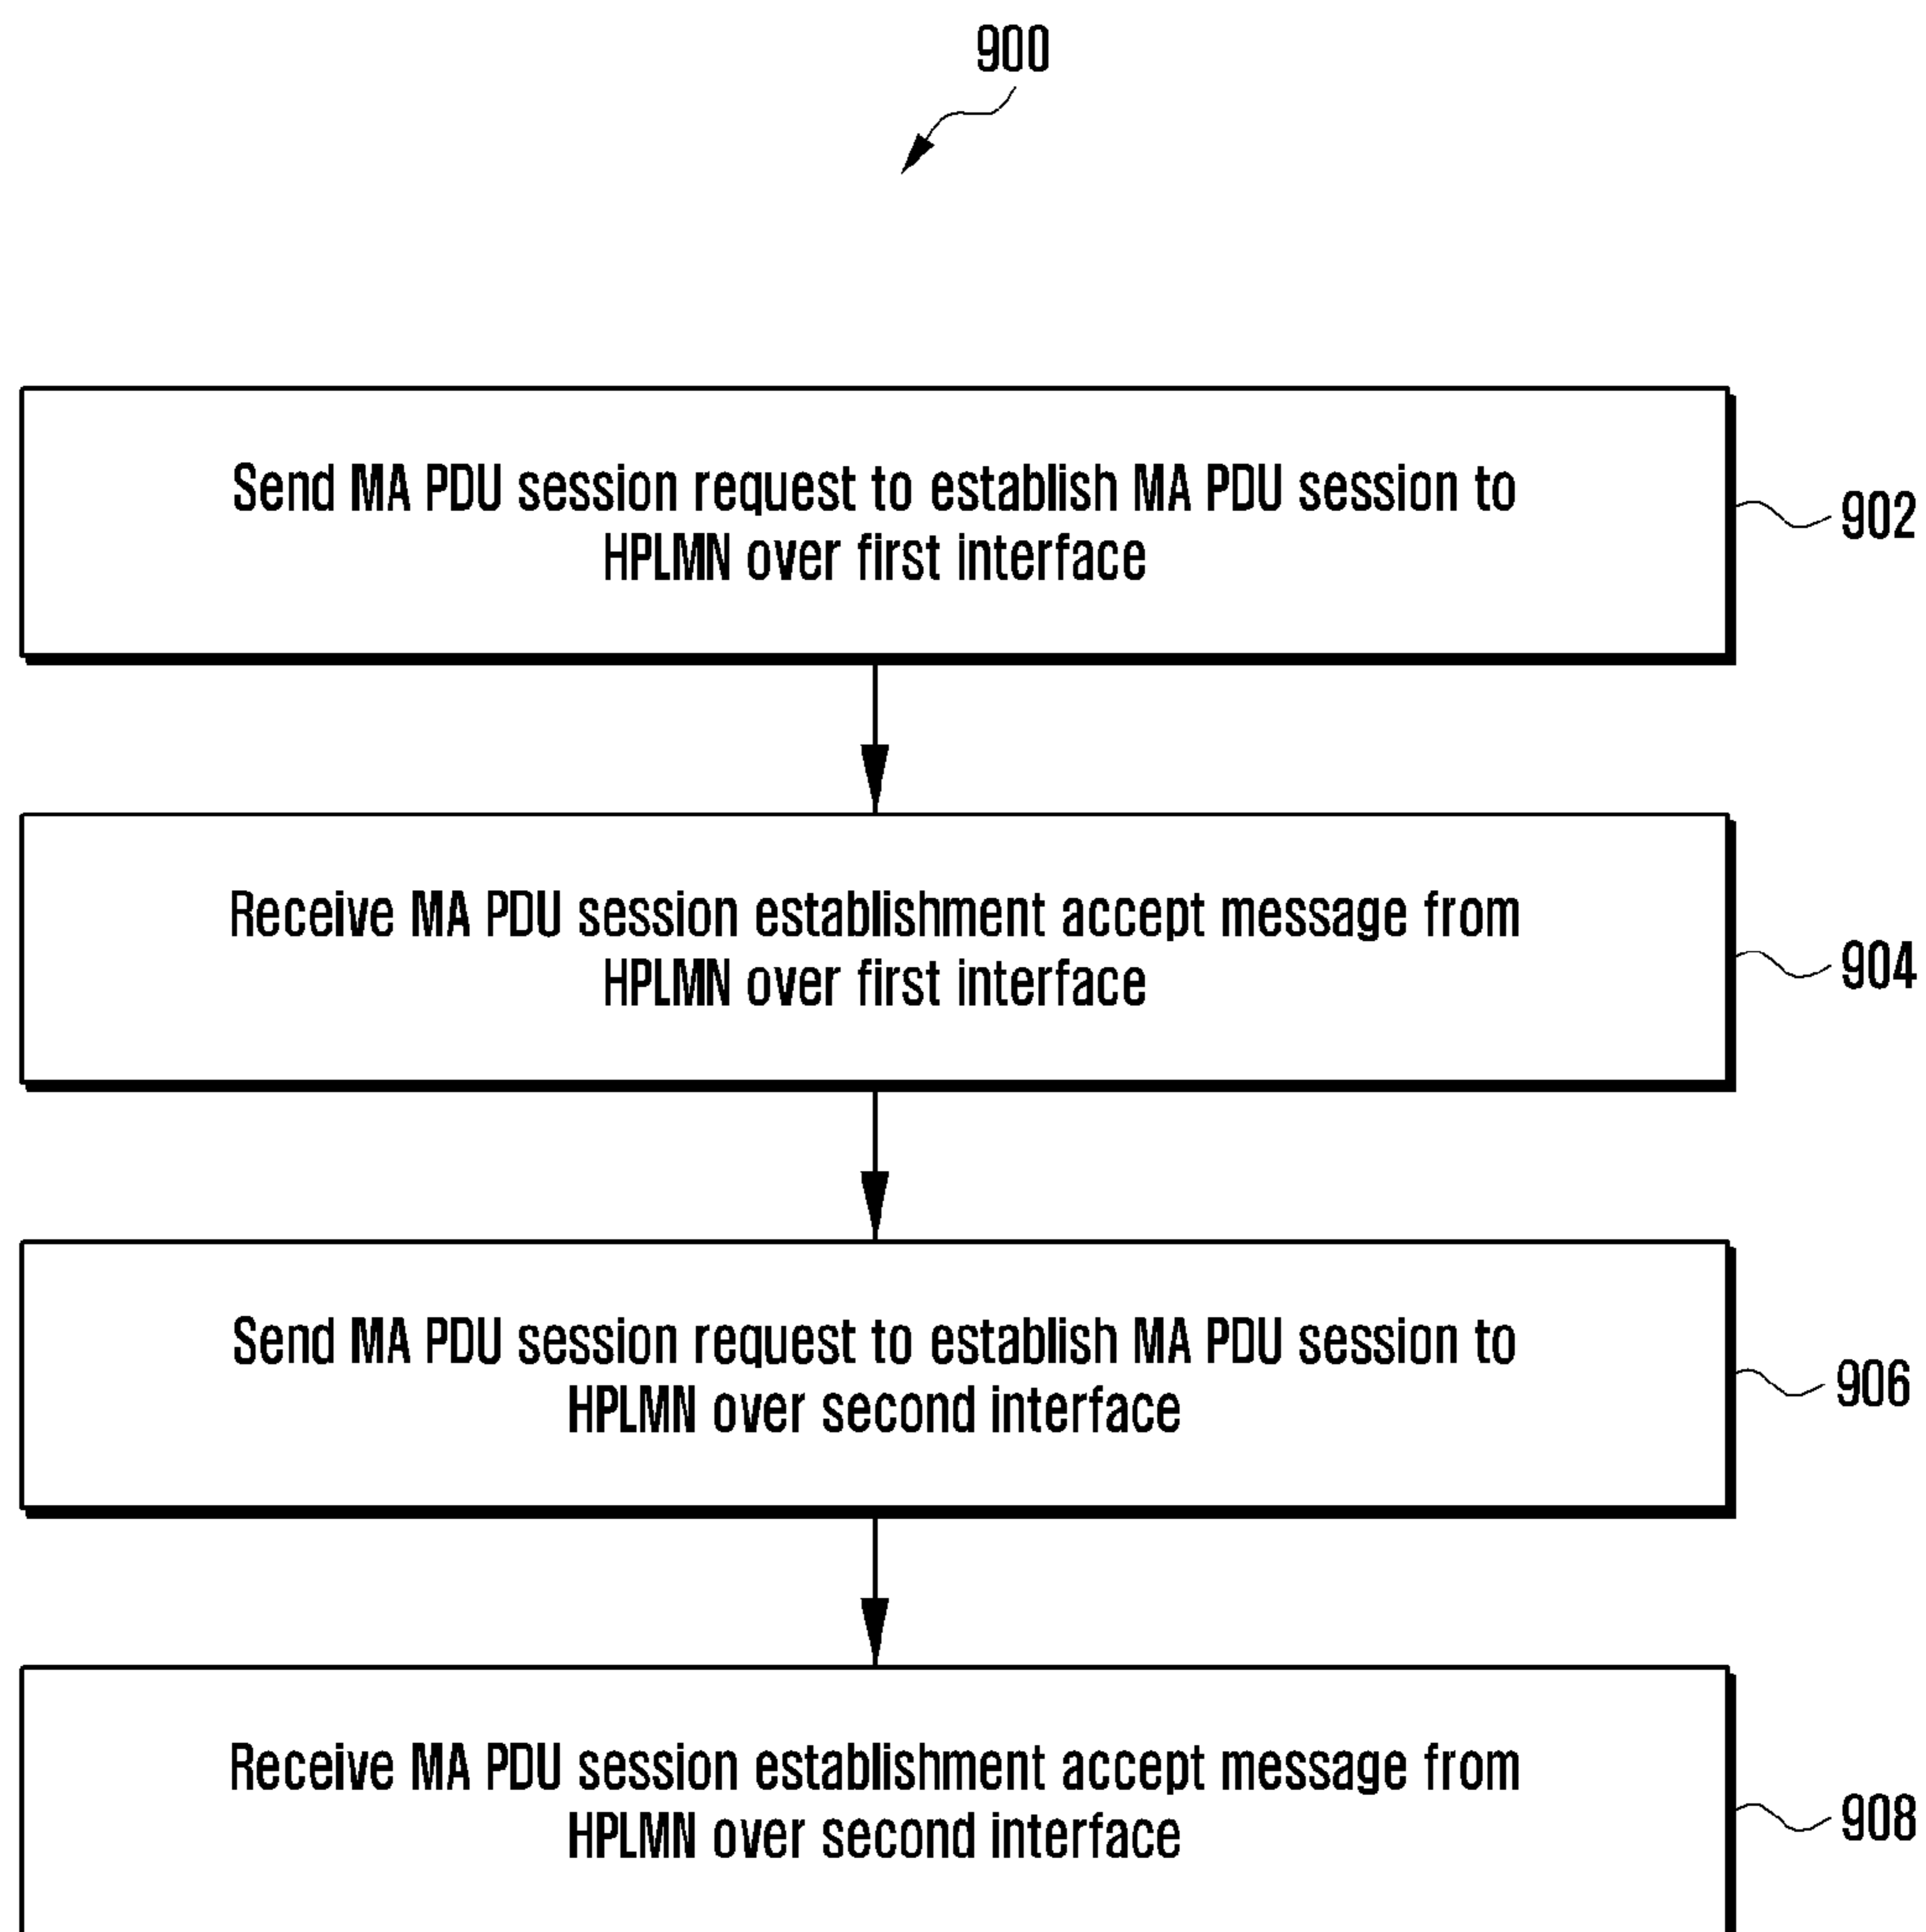 900
Send MA PDU session request to establish MA PDU session to
HPLMN over first interface
902
Receive MA PDU session establishment accept message from
HPLMN over first interface
904
Send MA PDU session request to establish MA PDU session to
HPLMN over second interface
906
Receive MA PDU session establishment accept message from
HPLMN over second interface
908